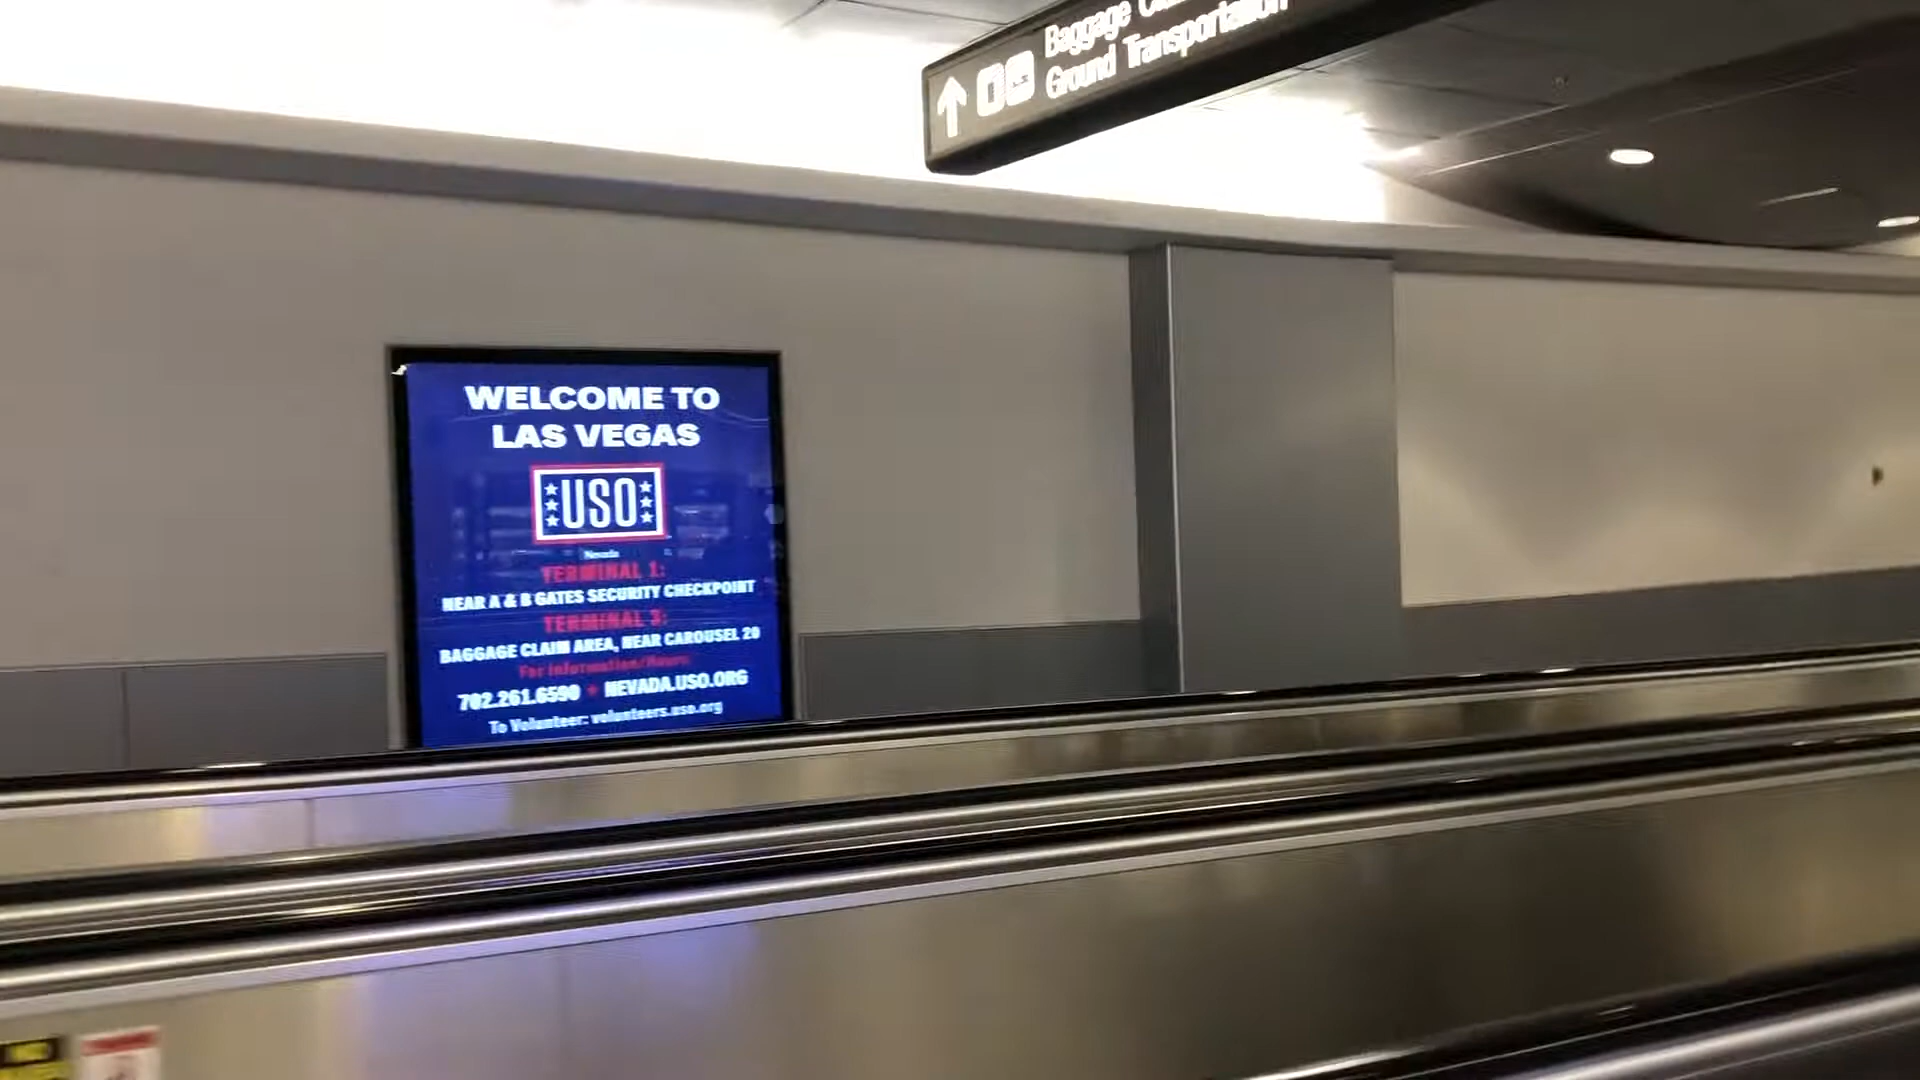 Baggage
Ground Transportation
WELCOME TO
LAS VEGAS
USO
Nevada
TERMINAL 1:
NEAR A & B GATES SECURITY CHECKPOINT
TERMINAL 3:
BAGGAGE CLAIM AREA, NEAR CAROUSEL 20
For Information/Hours:
702.261.6590 * NEVADA.USO.ORG
To Volunteer: volunteers.uso.org